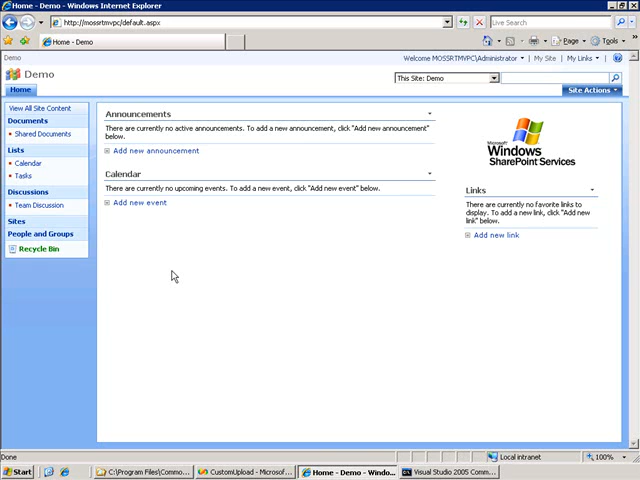 Home - Demo - Windows Internet Explorer
http://mossrtmvpc/default.aspx
Live Search
Home - Demo
Page
Tools
Demo
Welcome MOSSRTMVPC\Administrator
My Site
My Links
Demo
This Site: Demo
Home
Site Actions
View All Site Content
Documents
Shared Documents
Lists
Calendar
Tasks
Discussions
Team Discussion
Sites
People and Groups
Recycle Bin
Announcements
There are currently no active announcements. To add a new announcement, click "Add new announcement"
below.
Add new announcement
Calendar
There are currently no upcoming events. To add a new event, click "Add new event" below.
Add new event
Microsoft
Windows
SharePoint Services
Links
There are currently no favorite links to
display. To add a new link, click "Add new
link" below.
Add new link
Done
Local intranet
100%
Start
C:\Program Files\Commo...
CustomUpload - Microsof...
Home - Demo - Windo...
Visual Studio 2005 Comm...